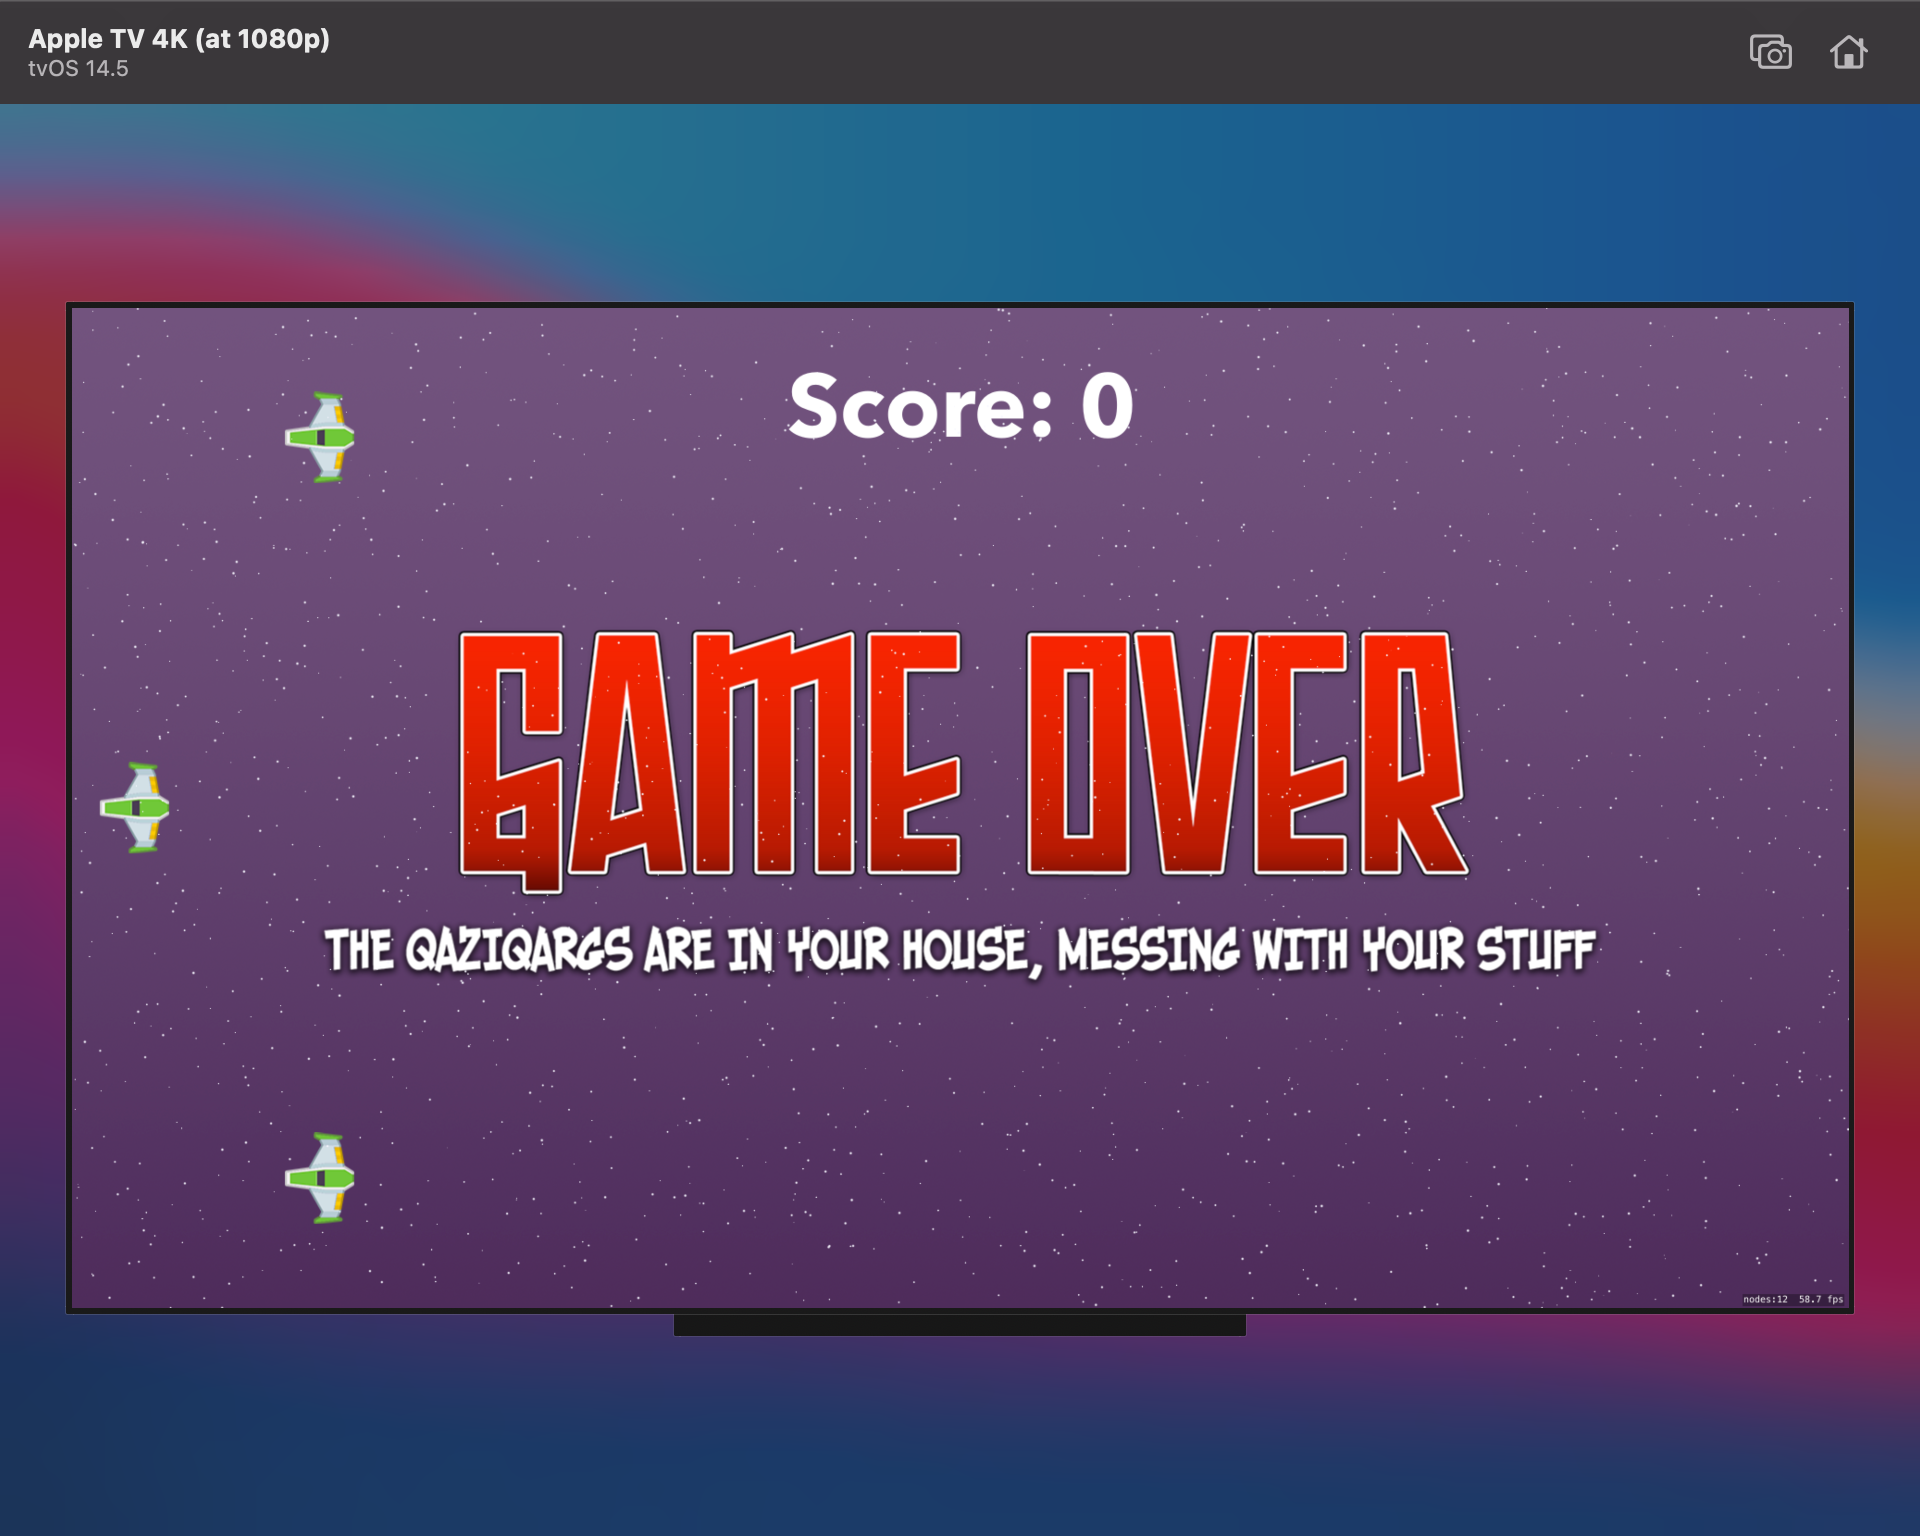 Apple TV 4K (at 1080p)
tvOS 14.5
Score: 0
GAME OVER
THE QAZIQARGS ARE IN YOUR HOUSE, MESSING WITH YOUR STUFF
nodes:12 58.7 fps